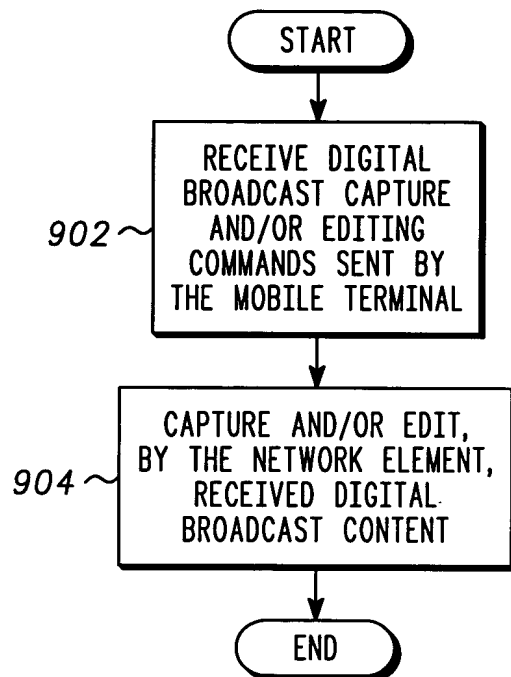 START
RECEIVE DIGITAL
BROADCAST CAPTURE
AND/OR EDITING
COMMANDS SENT BY
THE MOBILE TERMINAL
902
CAPTURE AND/OR EDIT,
BY THE NETWORK ELEMENT,
RECEIVED DIGITAL
BROADCAST CONTENT
904
END